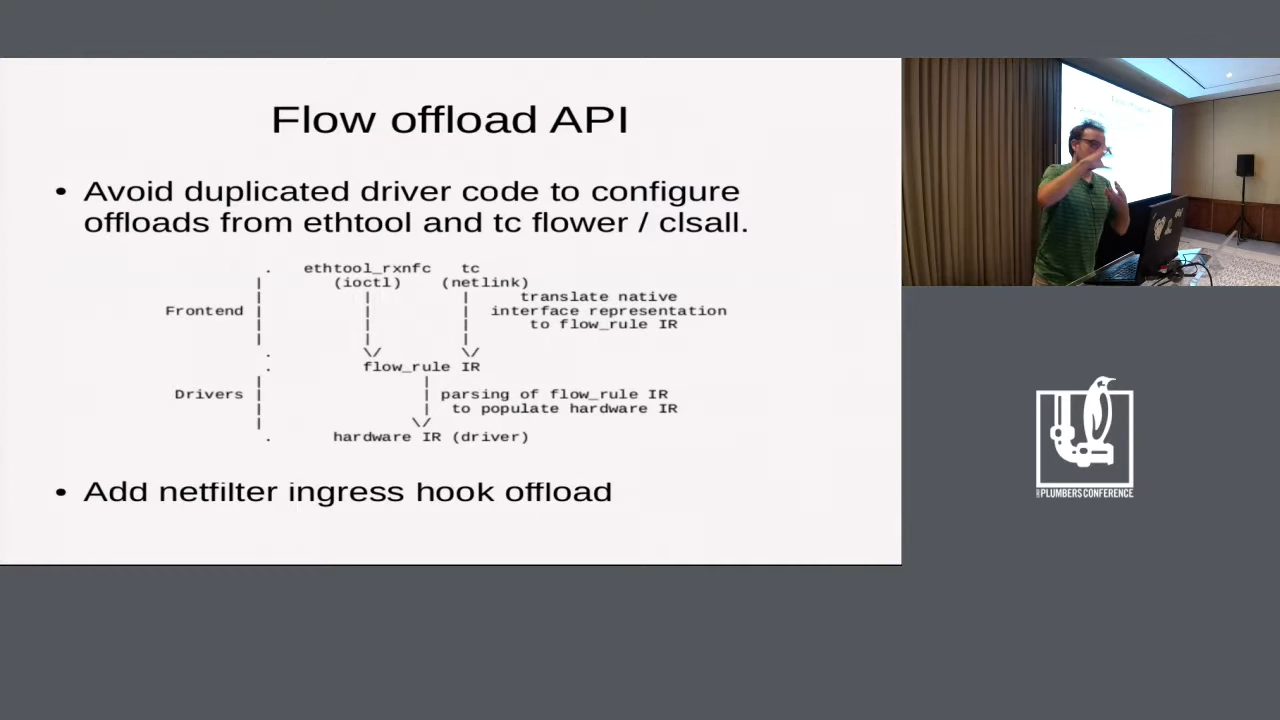 Flow offload API
• Avoid duplicated driver code to configure
offloads from ethtool and tc flower / clsall.
. ethtool_rxnfc tc
| (ioctl) (netlink)
| | | translate native
Frontend | | | interface representation
| | | to flow_rule IR
| | |
. \/ \/
. flow_rule IR
| |
Drivers | | parsing of flow_rule IR
| | to populate hardware IR
| \/
. hardware IR (driver)
• Add netfilter ingress hook offload
PLUMBERS CONFERENCE